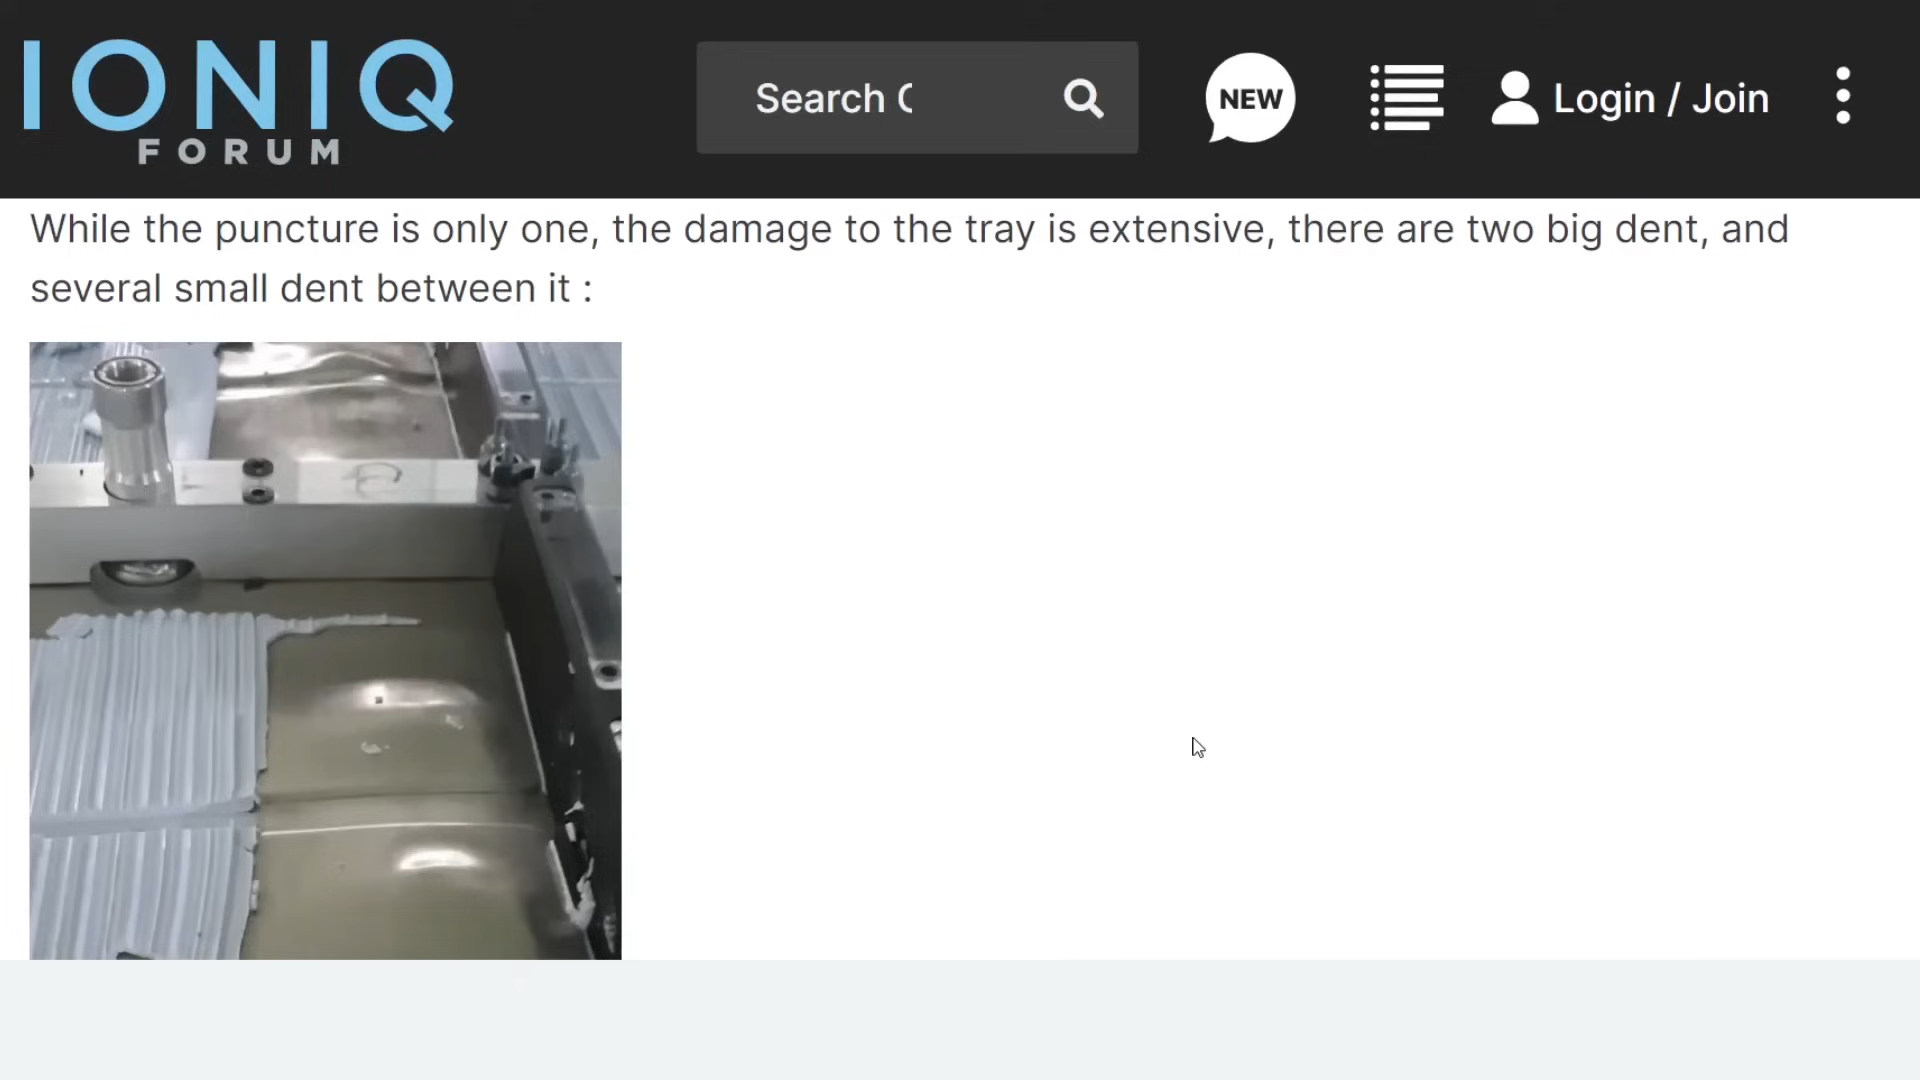 IONIQ
FORUM
Search
NEW
Login / Join
While the puncture is only one, the damage to the tray is extensive, there are two big dent, and
several small dent between it :